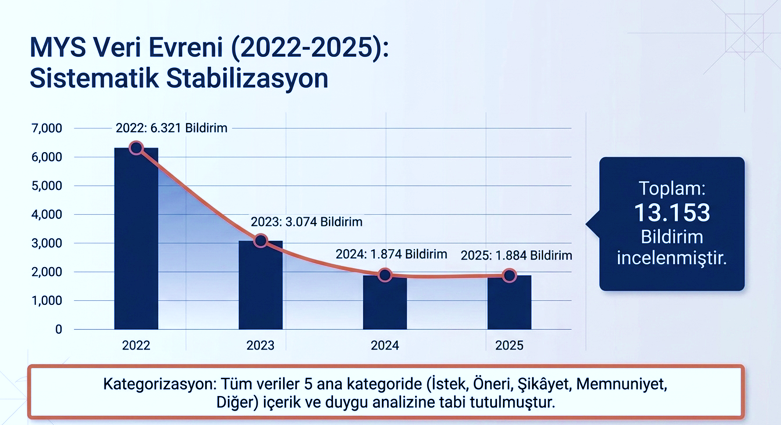 MYS Veri Evreni (2022-2025):
Sistematik Stabilizasyon
7,000
6,000
5,000
4,000
3,000
2,000
1,000
0
2022: 6.321 Bildirim
2023: 3.074 Bildirim
2024: 1.874 Bildirim
2025: 1.884 Bildirim
2022
2023
2024
2025
Toplam:
13.153
Bildirim
incelenmiştir.
Kategorizasyon: Tüm veriler 5 ana kategoride (İstek, Öneri, Şikâyet, Memnuniyet,
Diğer) içerik ve duygu analizine tabi tutulmuştur.